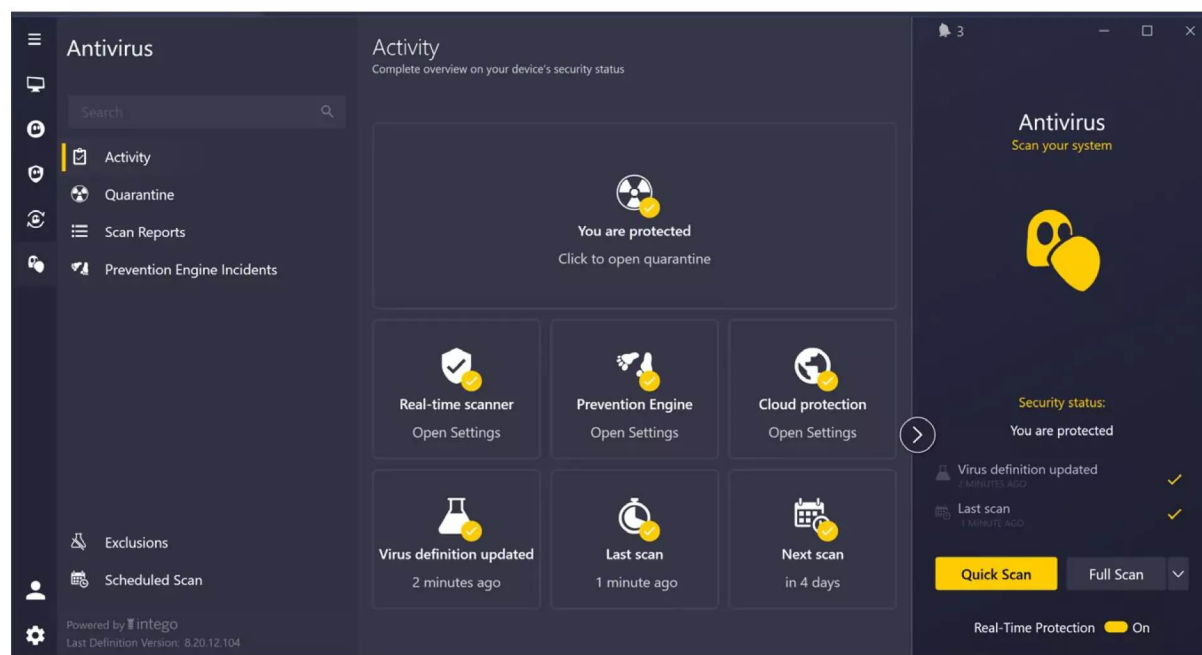 Antivirus
Search
Activity
Quarantine
Scan Reports
Prevention Engine Incidents
Exclusions
Scheduled Scan
Powered by intego
Last Definition Version: 8.20.12.104
Activity
Complete overview on your device's security status
You are protected
Click to open quarantine
Real-time scanner
Open Settings
Prevention Engine
Open Settings
Cloud protection
Open Settings
Virus definition updated
2 minutes ago
Last scan
1 minute ago
Next scan
in 4 days
3
Antivirus
Scan your system
Security status:
You are protected
Virus definition updated
2 MINUTES AGO
Last scan
1 MINUTE AGO
Quick Scan
Full Scan
Real-Time Protection On